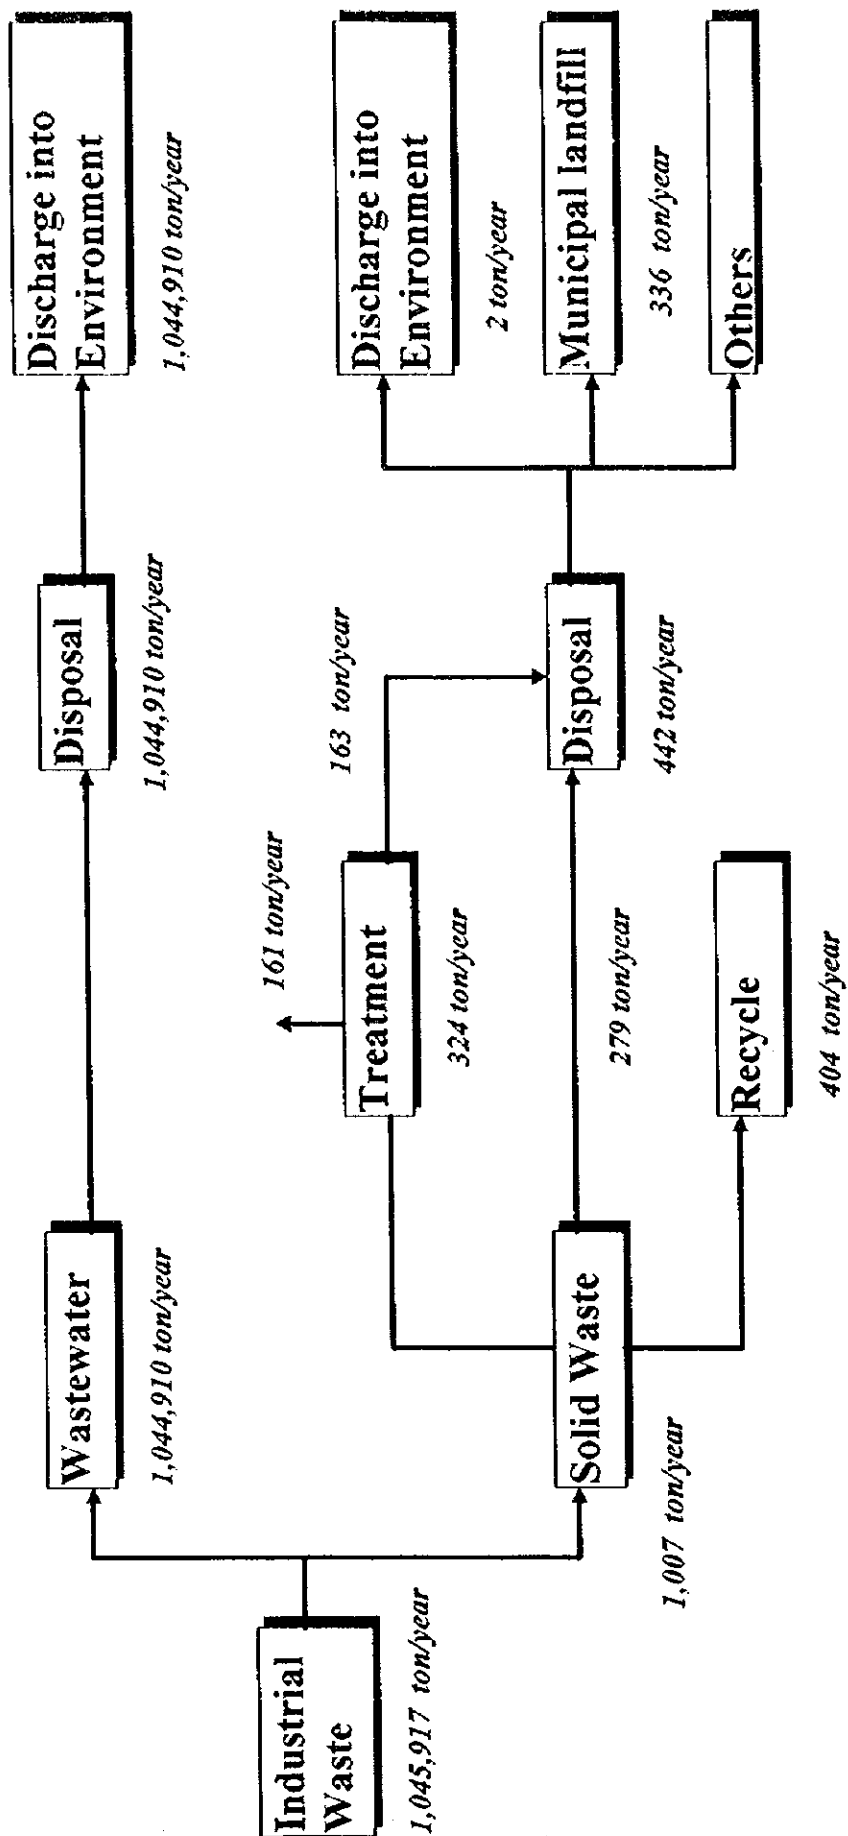 Industrial
Waste
1,045,917 ton/year
Wastewater
1,044,910 ton/year
Disposal
1,044,910 ton/year
Discharge into
Environment
1,044,910 ton/year
Solid Waste
1,007 ton/year
Treatment
324 ton/year
161 ton/year
163 ton/year
279 ton/year
Recycle
404 ton/year
Disposal
442 ton/year
Discharge into
Environment
2 ton/year
Municipal landfill
336 ton/year
Others